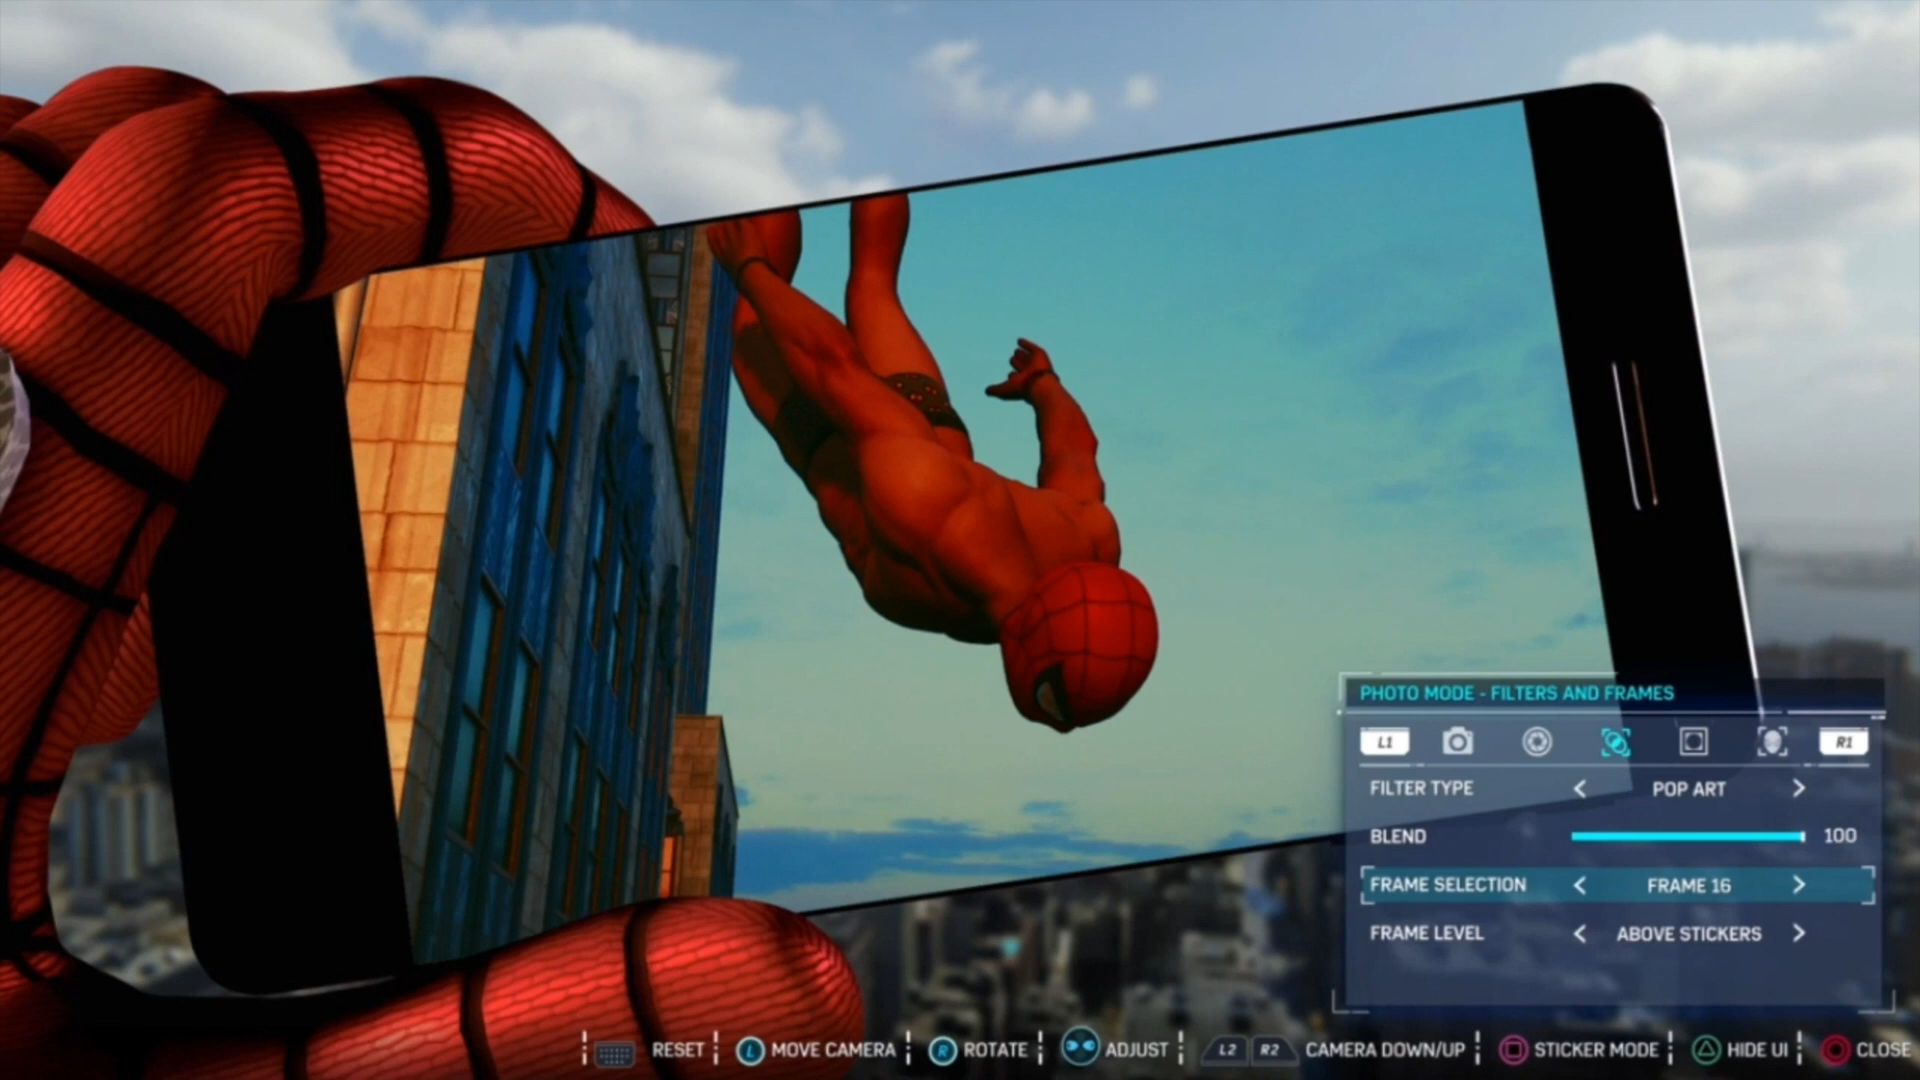 PHOTO MODE - FILTERS AND FRAMES
L1 R1
FILTER TYPE < POP ART >
BLEND 100
FRAME SELECTION < FRAME 16 >
FRAME LEVEL < ABOVE STICKERS >
RESET L MOVE CAMERA R ROTATE ADJUST L2 R2 CAMERA DOWN/UP STICKER MODE HIDE UI CLOSE